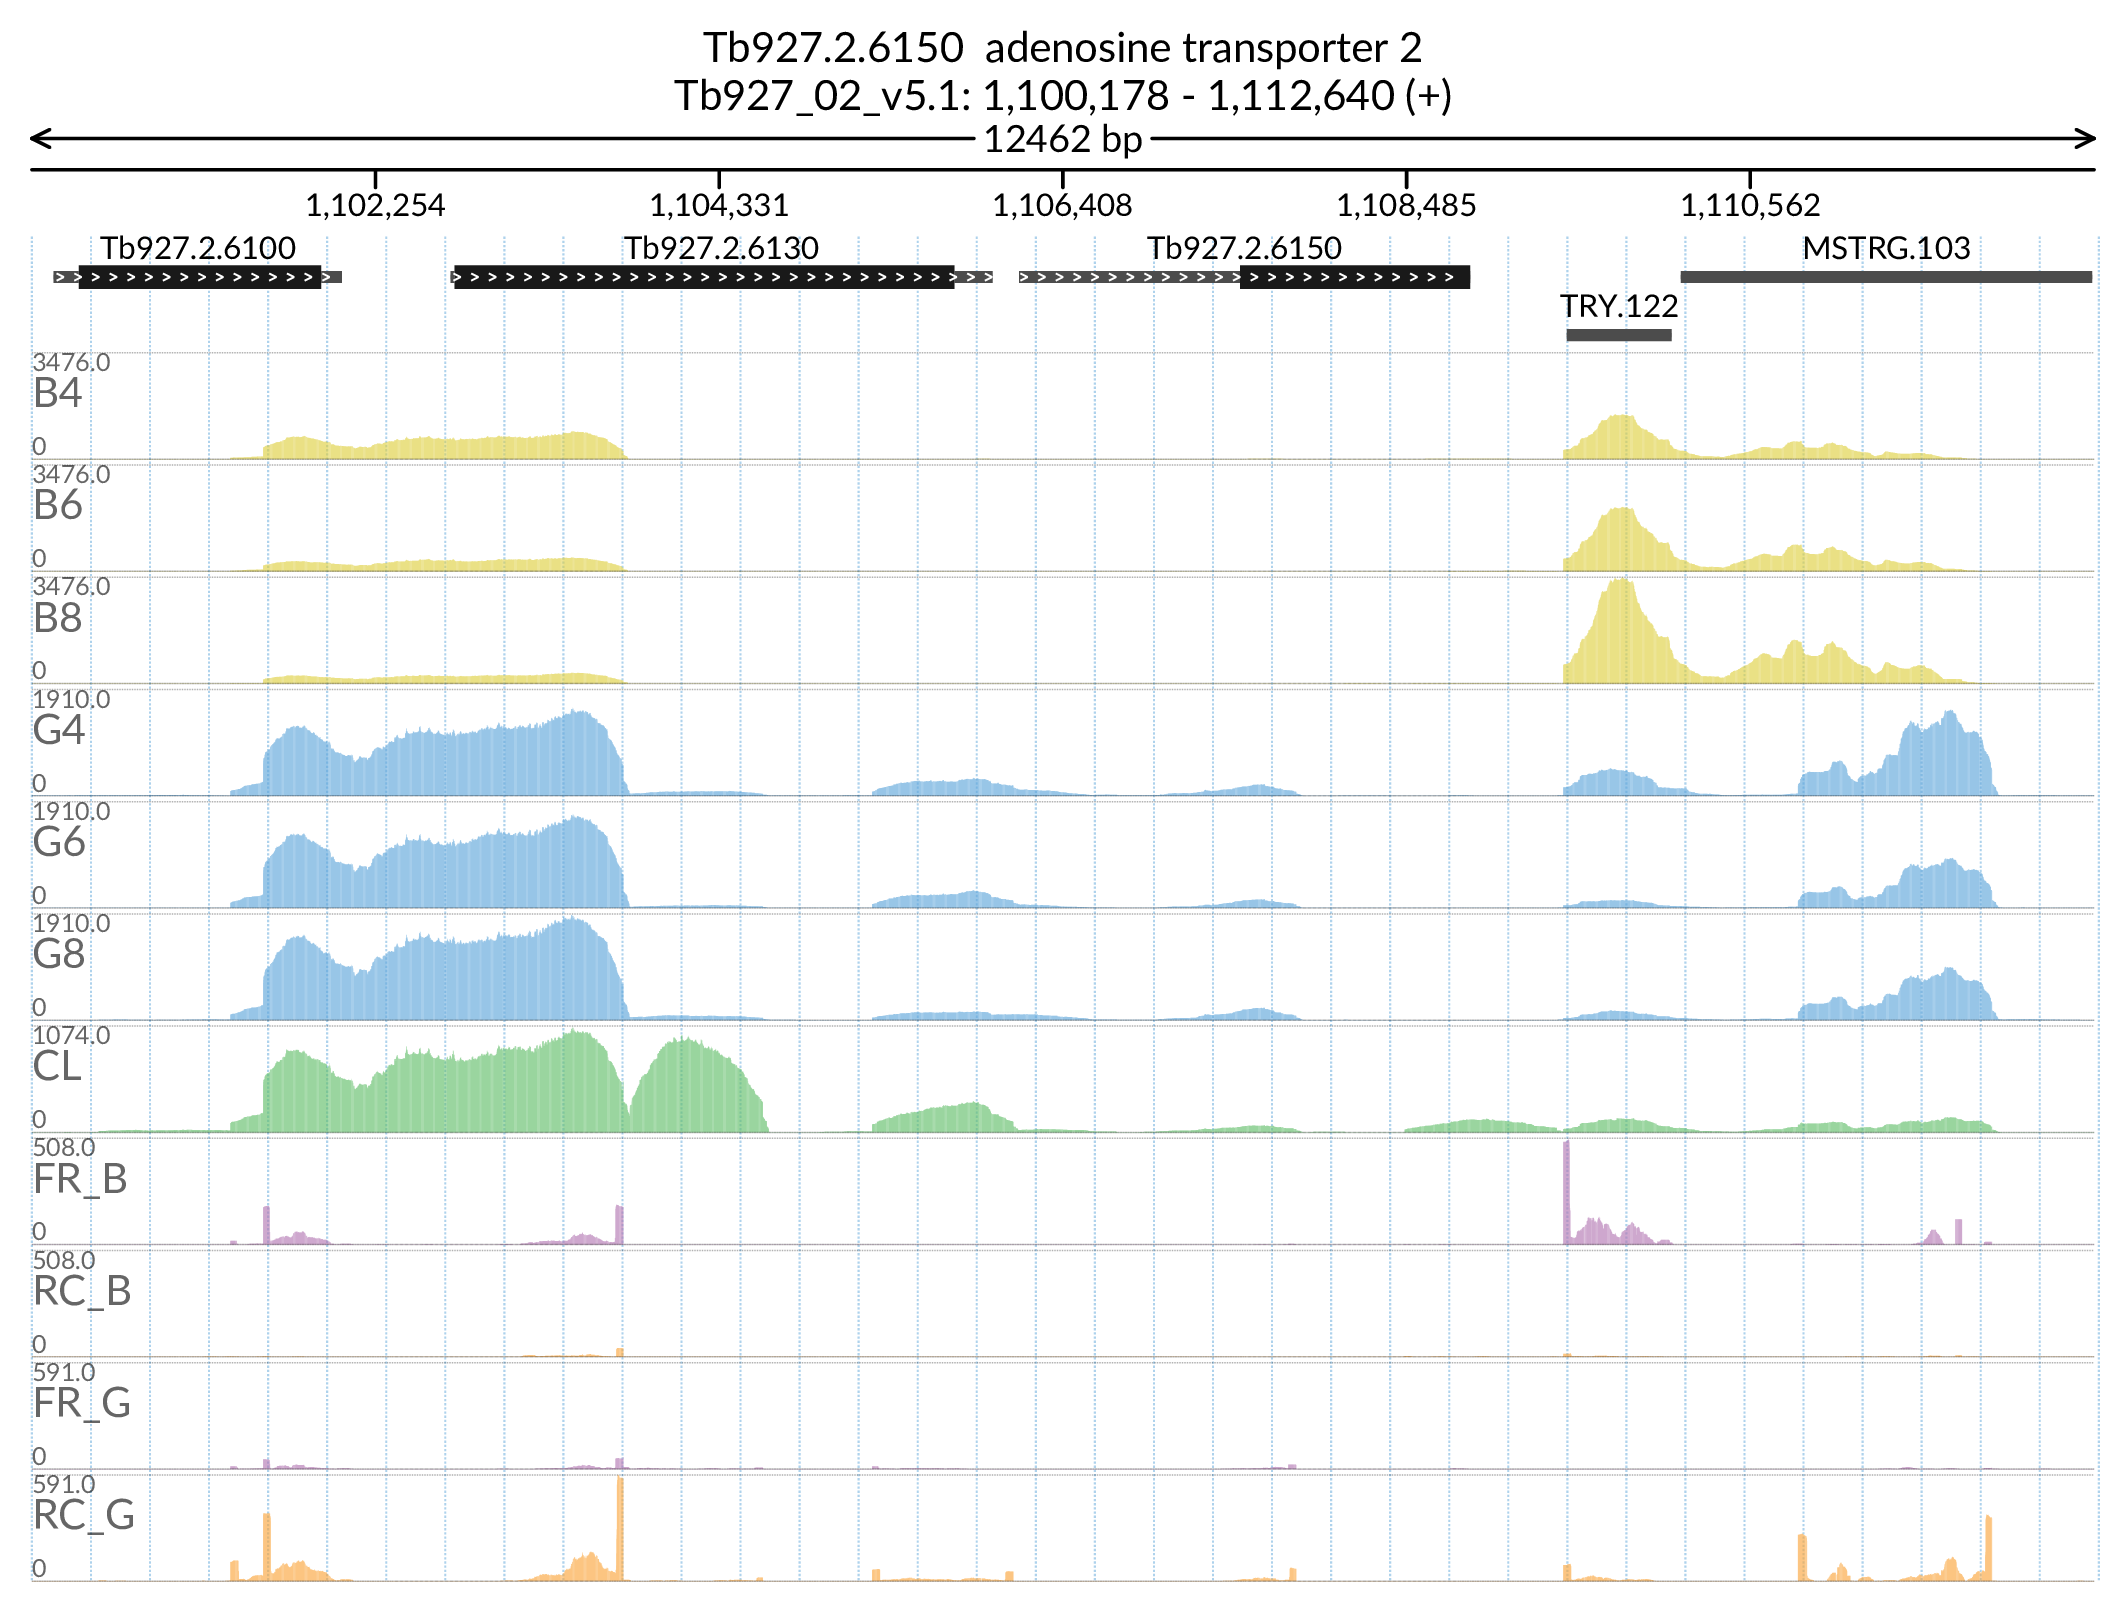 Tb927.2.6150  adenosine transporter 2
Tb927_02_v5.1: 1,100,178 - 1,112,640 (+)
12462 bp
1,102,254 1,104,331 1,106,408 1,108,485 1,110,562
Tb927.2.6100 Tb927.2.6130 Tb927.2.6150 MSTRG.103
TRY.122
3476.0
B4
0
3476.0
B6
0
3476.0
B8
0
1910.0
G4
0
1910.0
G6
0
1910.0
G8
0
1074.0
CL
0
508.0
FR_B
0
508.0
RC_B
0
591.0
FR_G
0
591.0
RC_G
0